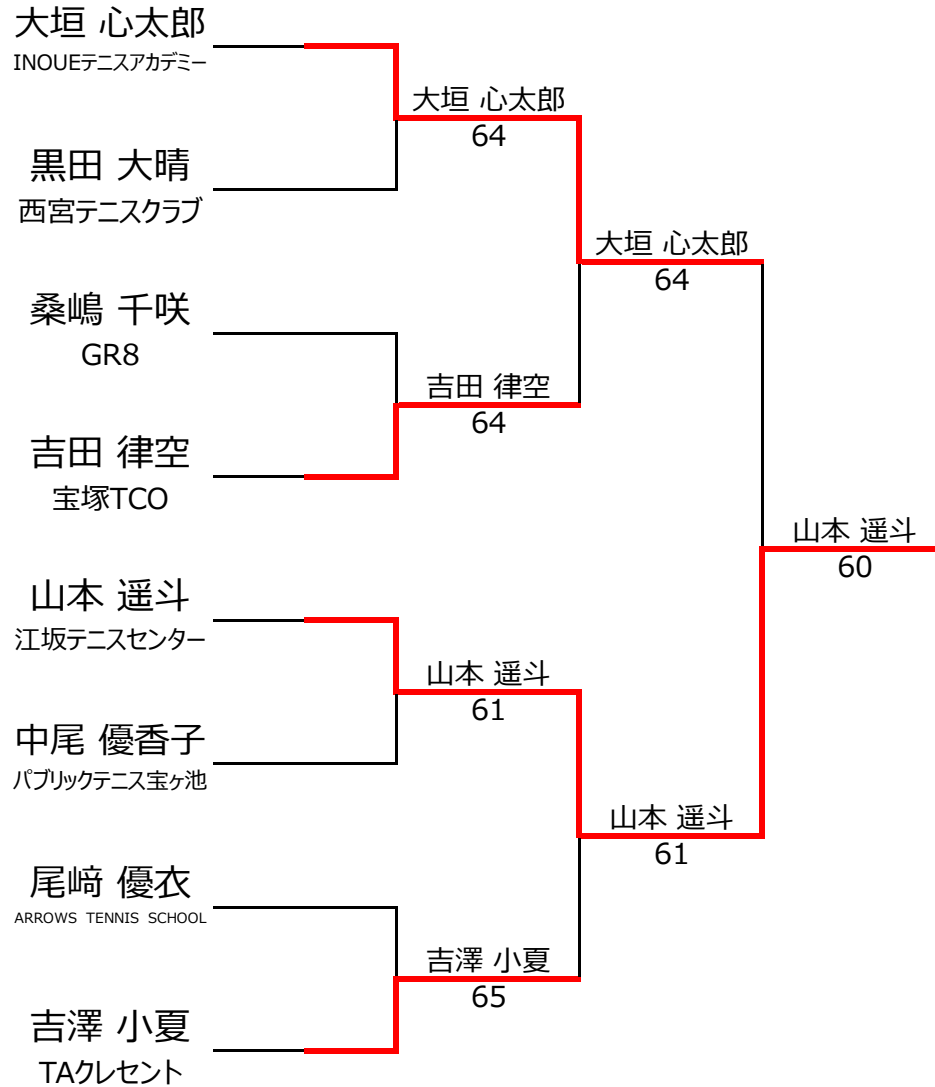 大垣 心太郎
INOUEテニスアカデミー
大垣 心太郎
64
黒田 大晴
西宮テニスクラブ
大垣 心太郎
64
桑嶋 千咲
GR8
吉田 律空
64
吉田 律空
宝塚TCO
山本 遥斗
60
山本 遥斗
江坂テニスセンター
山本 遥斗
61
中尾 優香子
パブリックテニス宝ヶ池
山本 遥斗
61
尾﨑 優衣
ARROWS TENNIS SCHOOL
吉澤 小夏
65
吉澤 小夏
TAクレセント